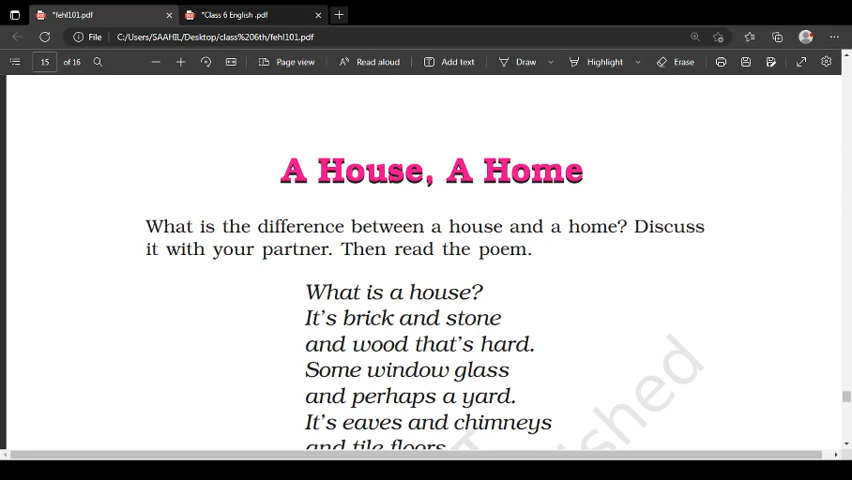 *fehl101.pdf
*Class 6 English .pdf
File
C:/Users/SAAHIL/Desktop/class%206th/fehl101.pdf
15 of 16
Page view
Read aloud
Add text
Draw
Highlight
Erase
A House, A Home
What is the difference between a house and a home? Discuss
it with your partner. Then read the poem.
What is a house?
It's brick and stone
and wood that's hard.
Some window glass
and perhaps a yard.
It's eaves and chimneys
and tile floors